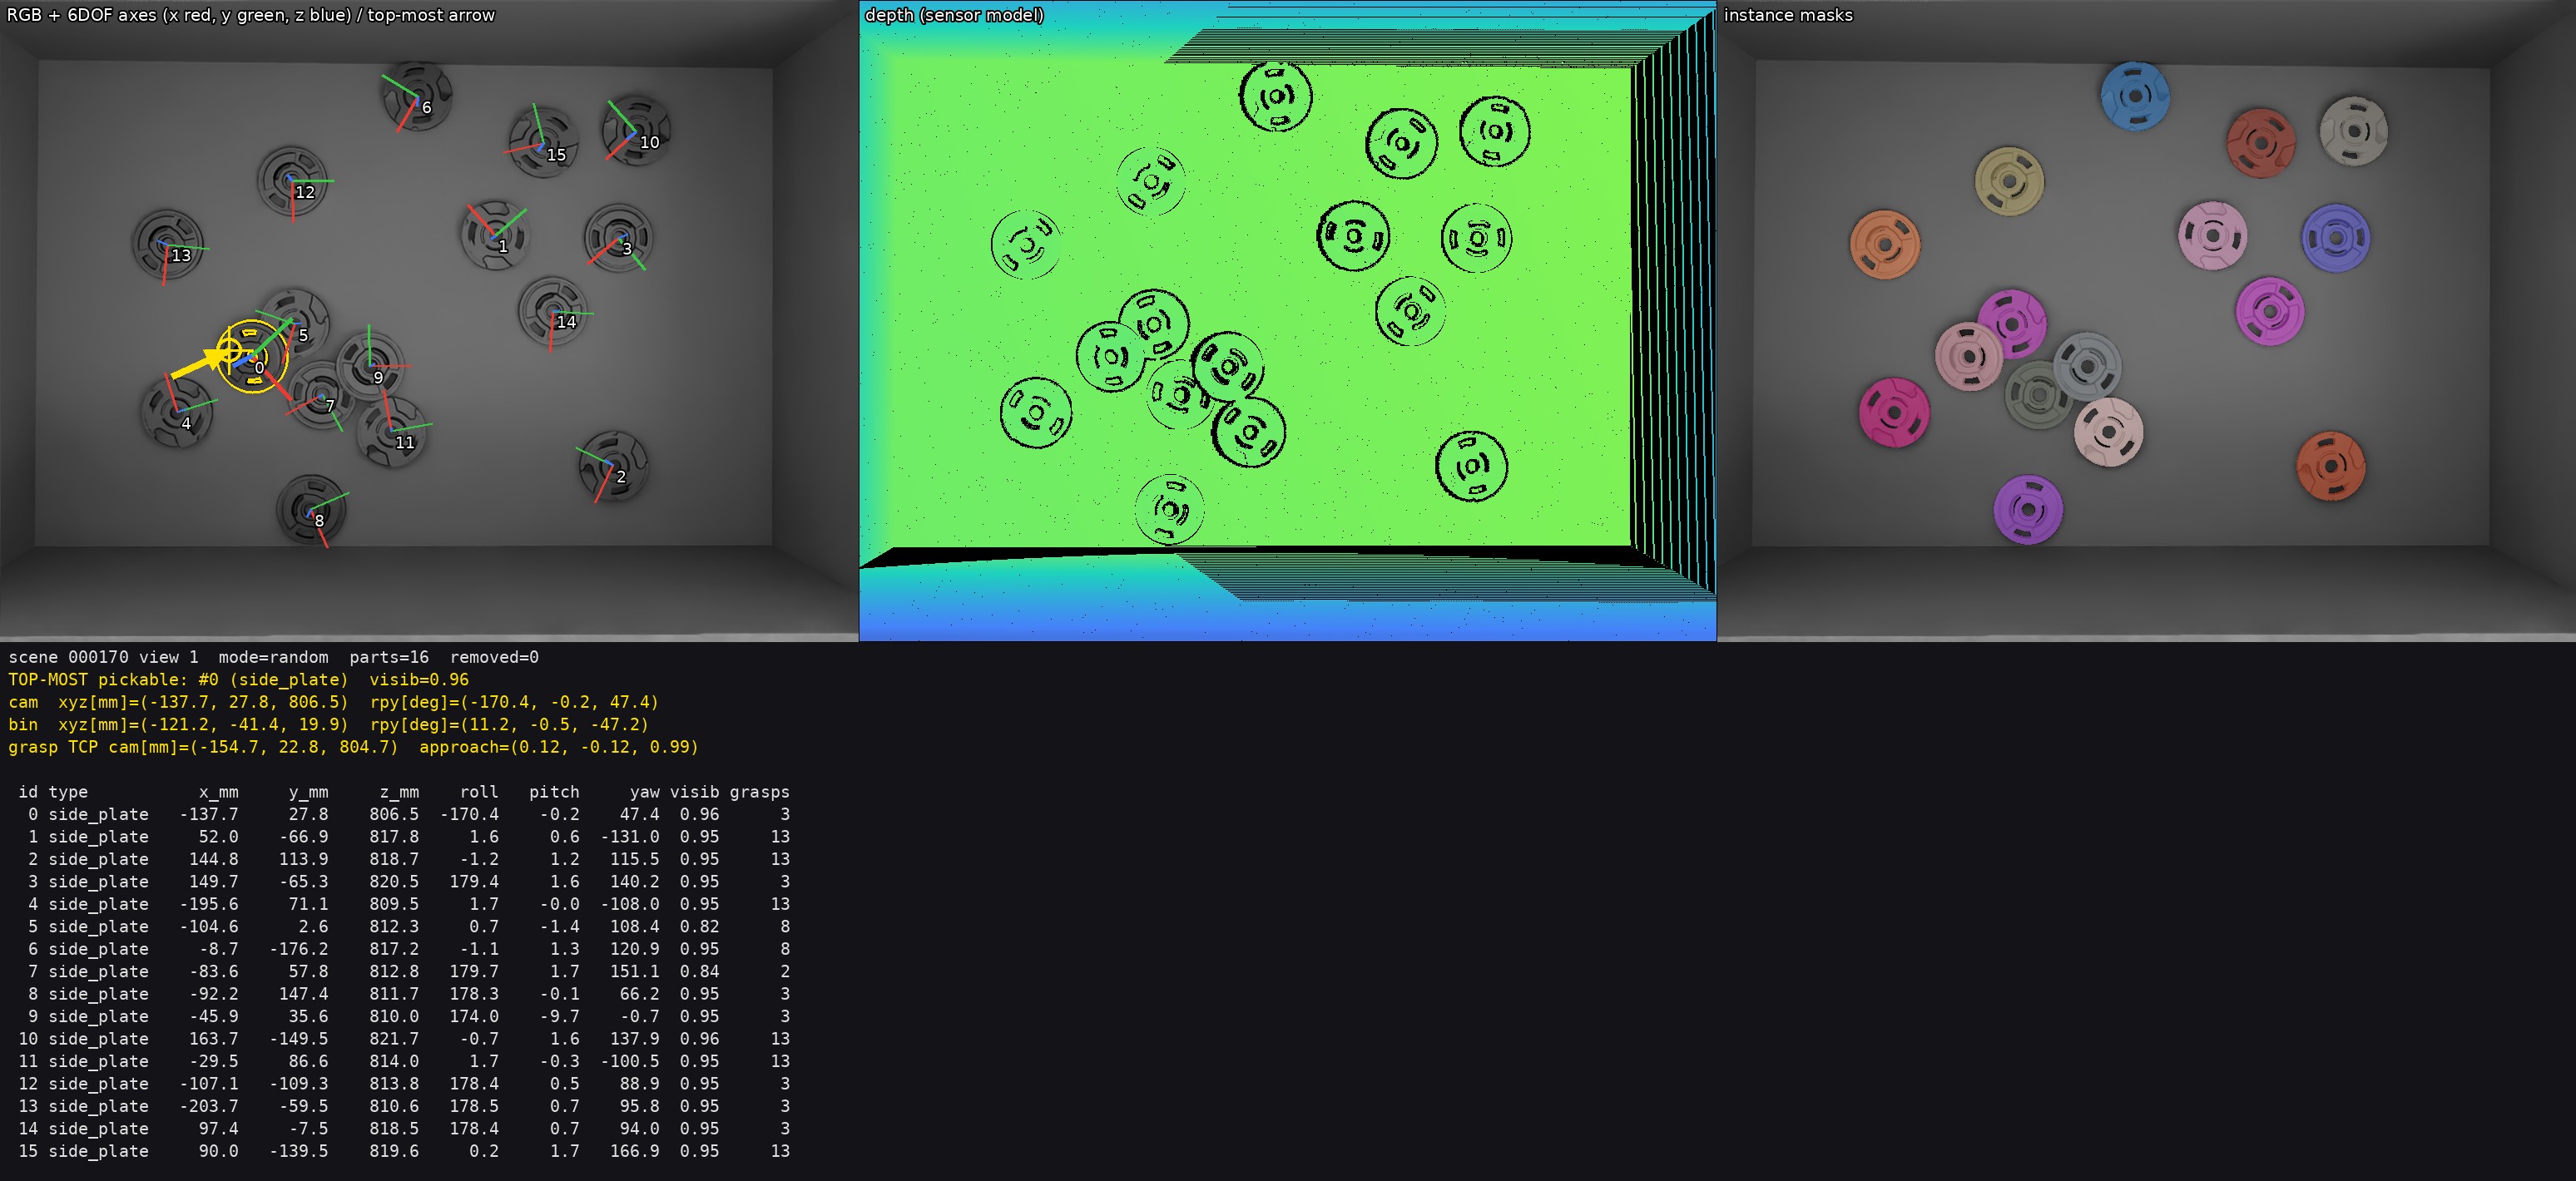 RGB + 6DOF axes (x red, y green, z blue) / top-most arrow
depth (sensor model)
instance masks
6
15
10
12
1
3
13
14
5
0
9
7
4
11
2
8
scene 000170 view 1  mode=random  parts=16  removed=0
TOP-MOST pickable: #0 (side_plate)  visib=0.96
cam  xyz[mm]=(-137.7, 27.8, 806.5)  rpy[deg]=(-170.4, -0.2, 47.4)
bin  xyz[mm]=(-121.2, -41.4, 19.9)  rpy[deg]=(11.2, -0.5, -47.2)
grasp TCP cam[mm]=(-154.7, 22.8, 804.7)  approach=(0.12, -0.12, 0.99)
id type x_mm y_mm z_mm roll pitch yaw visib grasps
0 side_plate -137.7 27.8 806.5 -170.4 -0.2 47.4 0.96 3
1 side_plate 52.0 -66.9 817.8 1.6 0.6 -131.0 0.95 13
2 side_plate 144.8 113.9 818.7 -1.2 1.2 115.5 0.95 13
3 side_plate 149.7 -65.3 820.5 179.4 1.6 140.2 0.95 3
4 side_plate -195.6 71.1 809.5 1.7 -0.0 -108.0 0.95 13
5 side_plate -104.6 2.6 812.3 0.7 -1.4 108.4 0.82 8
6 side_plate -8.7 -176.2 817.2 -1.1 1.3 120.9 0.95 8
7 side_plate -83.6 57.8 812.8 179.7 1.7 151.1 0.84 2
8 side_plate -92.2 147.4 811.7 178.3 -0.1 66.2 0.95 3
9 side_plate -45.9 35.6 810.0 174.0 -9.7 -0.7 0.95 3
10 side_plate 163.7 -149.5 821.7 -0.7 1.6 137.9 0.96 13
11 side_plate -29.5 86.6 814.0 1.7 -0.3 -100.5 0.95 13
12 side_plate -107.1 -109.3 813.8 178.4 0.5 88.9 0.95 3
13 side_plate -203.7 -59.5 810.6 178.5 0.7 95.8 0.95 3
14 side_plate 97.4 -7.5 818.5 178.4 0.7 94.0 0.95 3
15 side_plate 90.0 -139.5 819.6 0.2 1.7 166.9 0.95 13